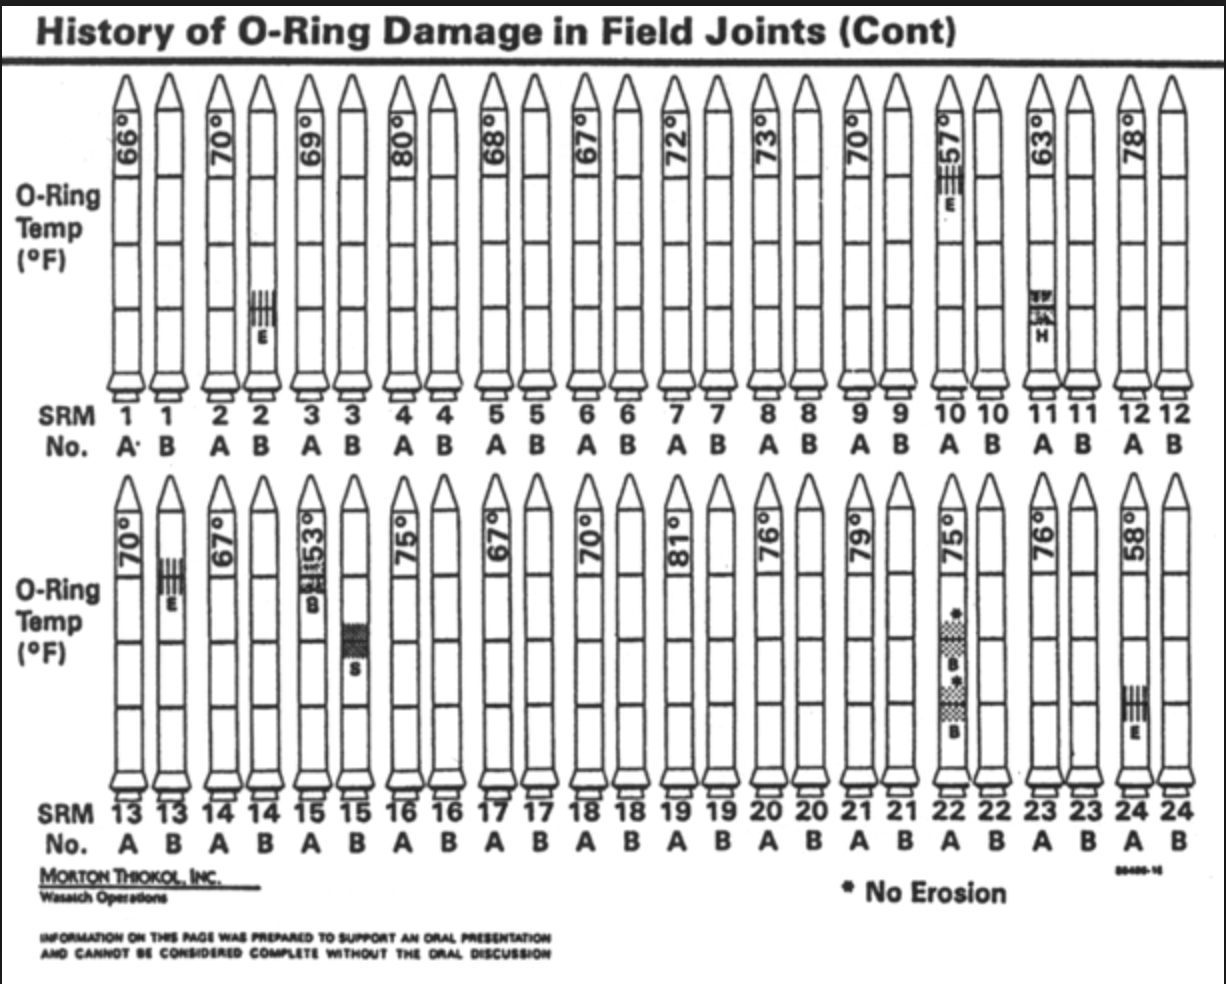 History of O-Ring Damage in Field Joints (Cont)
66° 70° 69° 80° 68° 67° 72° 73° 70° 57° 63° 78°
O-Ring
Temp
(°F)
E
E
H
SRM 1 1 2 2 3 3 4 4 5 5 6 6 7 7 8 8 9 9 10 10 11 11 12 12
No. A B A B A B A B A B A B A B A B A B A B A B A B
70° 67° 53° 75° 67° 70° 81° 76° 79° 75° 76° 58°
O-Ring
Temp
(°F)
E B
* 
S B
*
B E
SRM 13 13 14 14 15 15 16 16 17 17 18 18 19 19 20 20 21 21 22 22 23 23 24 24
No. A B A B A B A B A B A B A B A B A B A B A B A B
MORTON THIOKOL, INC.
Wasatch Operations
* No Erosion
INFORMATION ON THIS PAGE WAS PREPARED TO SUPPORT AN ORAL PRESENTATION
AND CANNOT BE CONSIDERED COMPLETE WITHOUT THE ORAL DISCUSSION